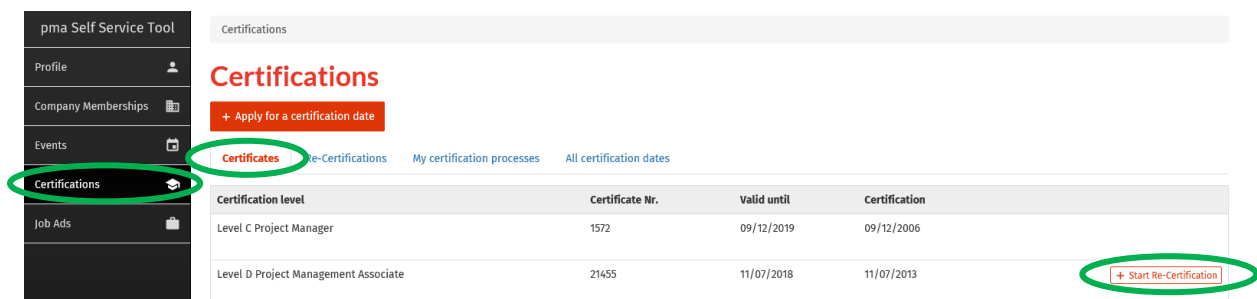 pma Self Service Tool
Profile
Company Memberships
Events
Certifications
Job Ads
Certifications
Certifications
+ Apply for a certification date
Certificates Re-Certifications My certification processes All certification dates
Certification level Certificate Nr. Valid until Certification
Level C Project Manager 1572 09/12/2019 09/12/2006
Level D Project Management Associate 21455 11/07/2018 11/07/2013 + Start Re-Certification